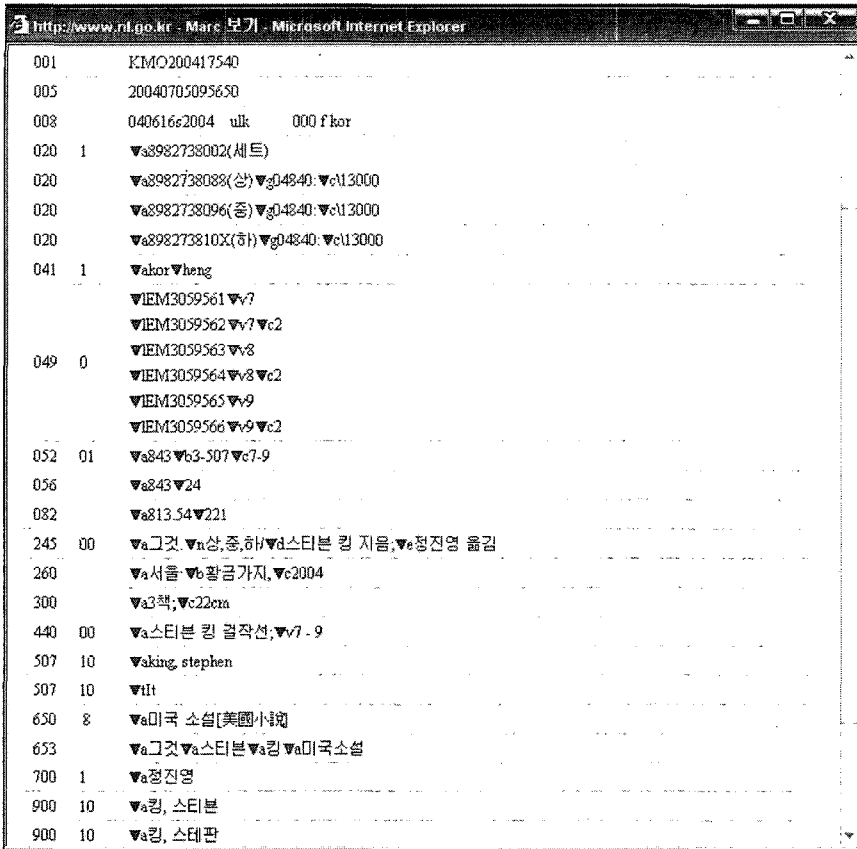 http://www.nl.go.kr - Marc 보기 - Microsoft Internet Explorer
001 KMO200417540
005 20040705095650
008 040616s2004 ulk 000 f kor
020 1 ▼a8982738002(세트)
020 ▼a8982738088(상)▼g04840:▼c\13000
020 ▼a8982738096(중)▼g04840:▼c\13000
020 ▼a898273810X(하)▼g04840:▼c\13000
041 1 ▼akor▼heng
▼lEM3059561▼v7
▼lEM3059562▼v7▼c2
▼lEM3059563▼v8
049 0
▼lEM3059564▼v8▼c2
▼lEM3059565▼v9
▼lEM3059566▼v9▼c2
052 01 ▼a843▼b3-507▼c7-9
056 ▼a843▼24
082 ▼a813.54▼221
245 00 ▼a그것.▼n상,중,하/▼d스티븐 킹 지음;▼e정진영 옮김
260 ▼a서울:▼b황금가지,▼c2004
300 ▼a3책;▼c22cm
440 00 ▼a스티븐 킹 걸작선;▼v7 - 9
507 10 ▼aking, stephen
507 10 ▼tIt
650 8 ▼a미국 소설[美國小說]
653 ▼a그것▼a스티븐▼a킹▼a미국소설
700 1 ▼a정진영
900 10 ▼a킹, 스티븐
900 10 ▼a킹, 스테판